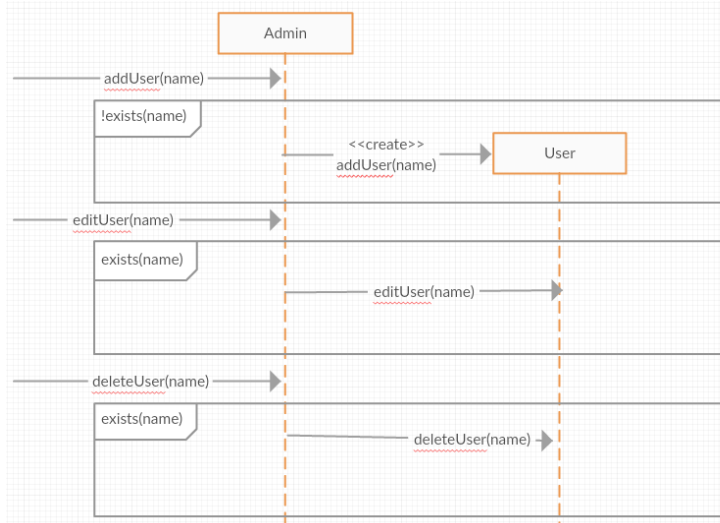 Admin
addUser(name)
!exists(name)
<<create>>
addUser(name)
User
editUser(name)
exists(name)
editUser(name)
deleteUser(name)
exists(name)
deleteUser(name)